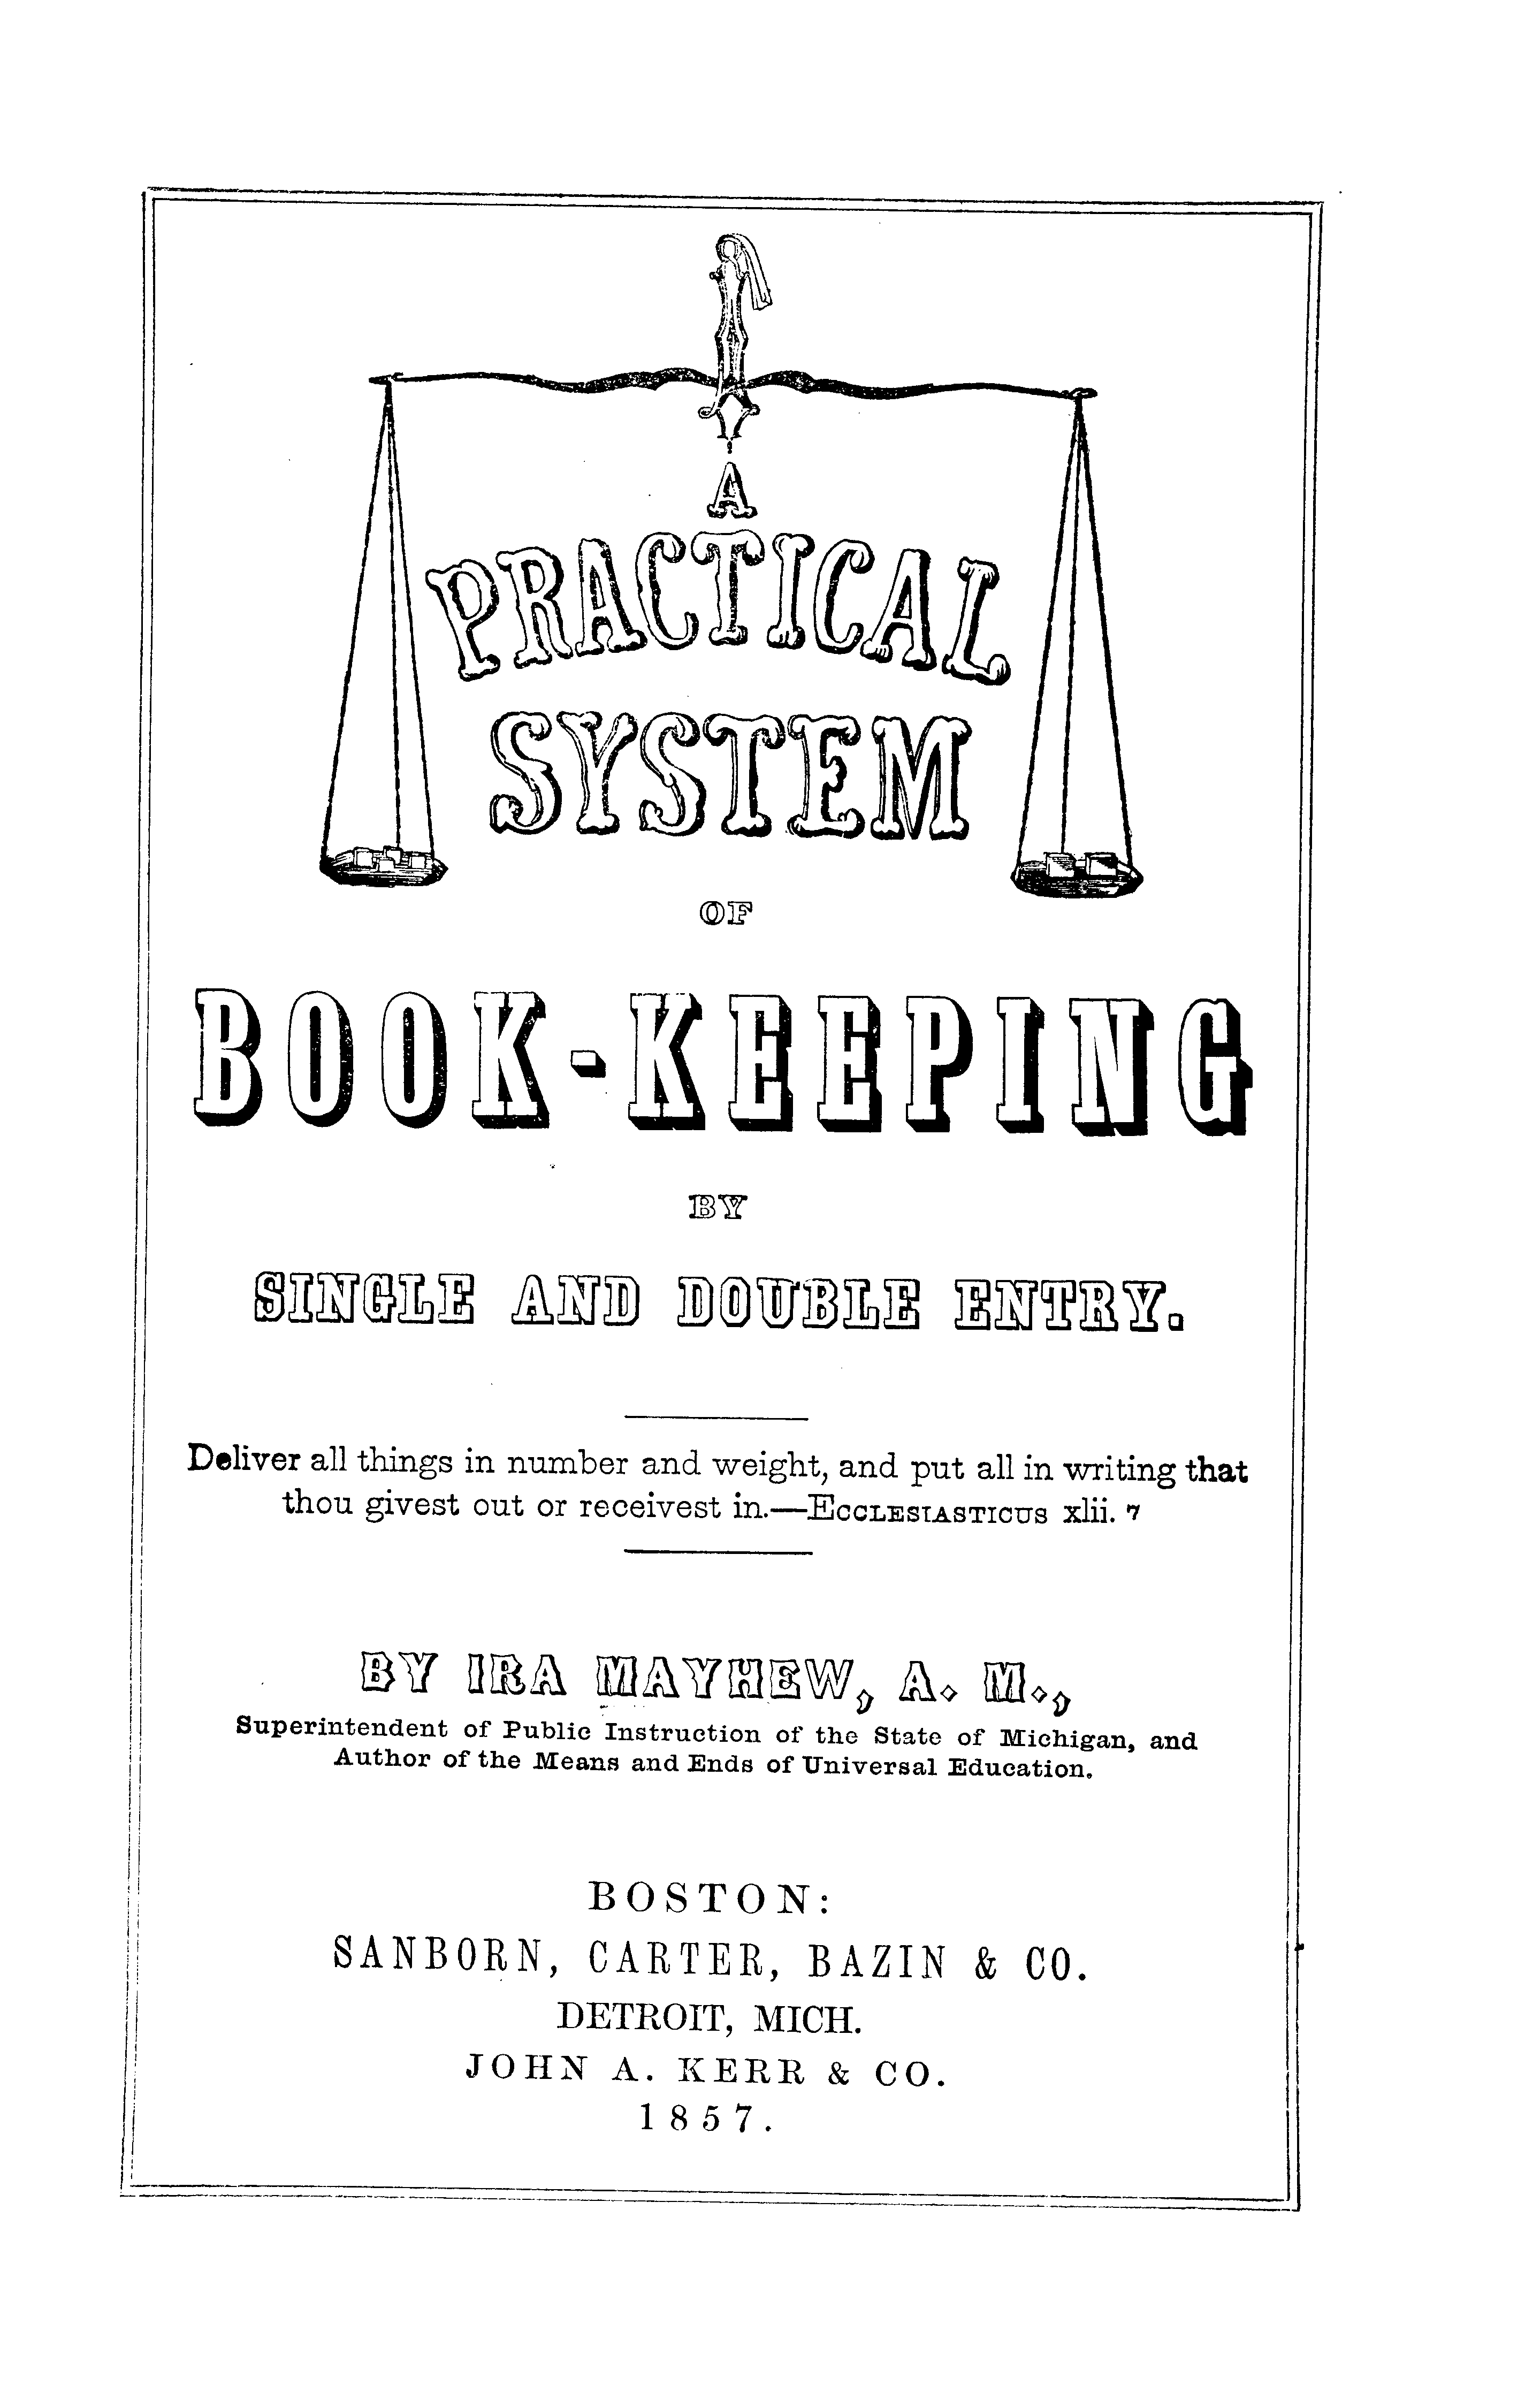 A
PRACTICAL
SYSTEM
OF
BOOK-KEEPING
BY
SINGLE AND DOUBLE ENTRY.
Deliver all things in number and weight, and put all in writing that
thou givest out or receivest in.—ECCLESIASTICUS xlii. 7
BY IRA MAYHEW, A. M.,
Superintendent of Public Instruction of the State of Michigan, and
Author of the Means and Ends of Universal Education.
BOSTON:
SANBORN, CARTER, BAZIN & CO.
DETROIT, MICH.
JOHN A. KERR & CO.
1857.